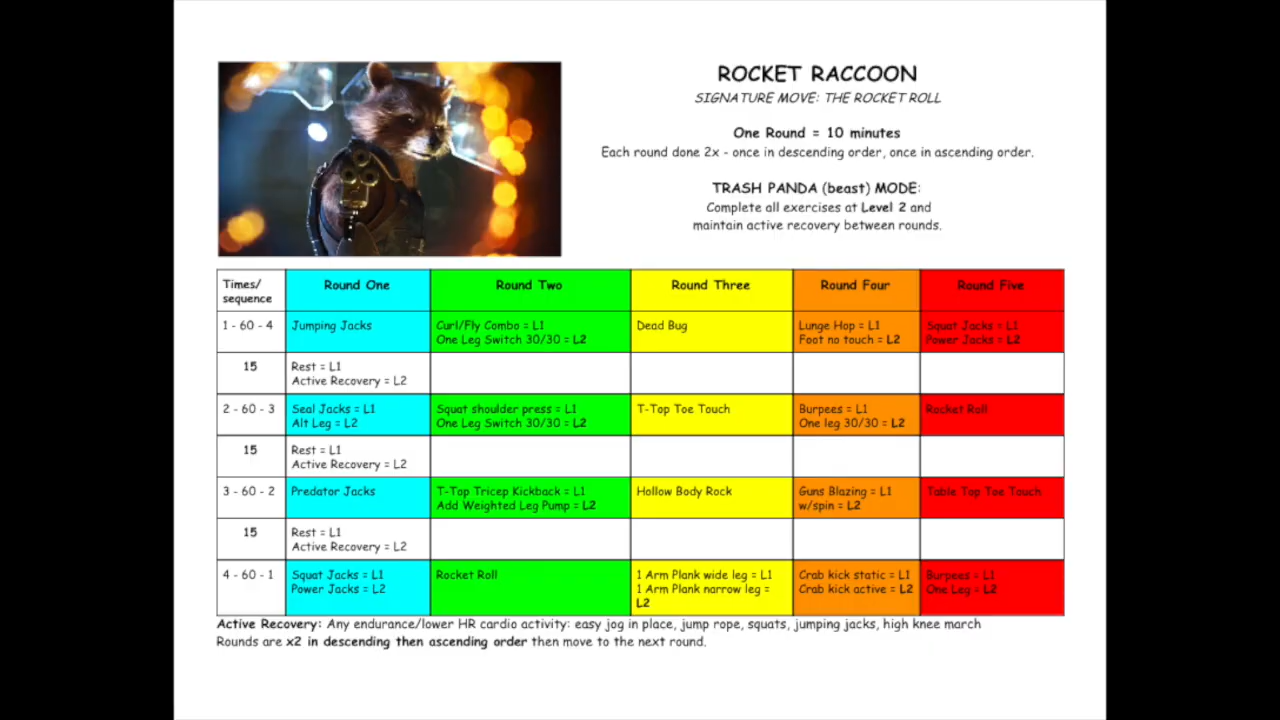 ROCKET RACCOON
SIGNATURE MOVE: THE ROCKET ROLL
One Round = 10 minutes
Each round done 2x - once in descending order, once in ascending order.
TRASH PANDA (beast) MODE:
Complete all exercises at Level 2 and
maintain active recovery between rounds.
Times/
sequence
Round One
Round Two
Round Three
Round Four
Round Five
1 - 60 - 4
Jumping Jacks
Curl/Fly Combo = L1
One Leg Switch 30/30 = L2
Dead Bug
Lunge Hop = L1
Foot no touch = L2
Squat Jacks = L1
Power Jacks = L2
15
Rest = L1
Active Recovery = L2
2 - 60 - 3
Seal Jacks = L1
Alt Leg = L2
Squat shoulder press = L1
One Leg Switch 30/30 = L2
T-Top Toe Touch
Burpees = L1
One leg 30/30 = L2
Rocket Roll
15
Rest = L1
Active Recovery = L2
3 - 60 - 2
Predator Jacks
T-Top Tricep Kickback = L1
Add Weighted Leg Pump = L2
Hollow Body Rock
Guns Blazing = L1
w/spin = L2
Table Top Toe Touch
15
Rest = L1
Active Recovery = L2
4 - 60 - 1
Squat Jacks = L1
Power Jacks = L2
Rocket Roll
1 Arm Plank wide leg = L1
1 Arm Plank narrow leg =
L2
Crab kick static = L1
Crab kick active = L2
Burpees = L1
One Leg = L2
Active Recovery: Any endurance/lower HR cardio activity: easy jog in place, jump rope, squats, jumping jacks, high knee march
Rounds are x2 in descending then ascending order then move to the next round.